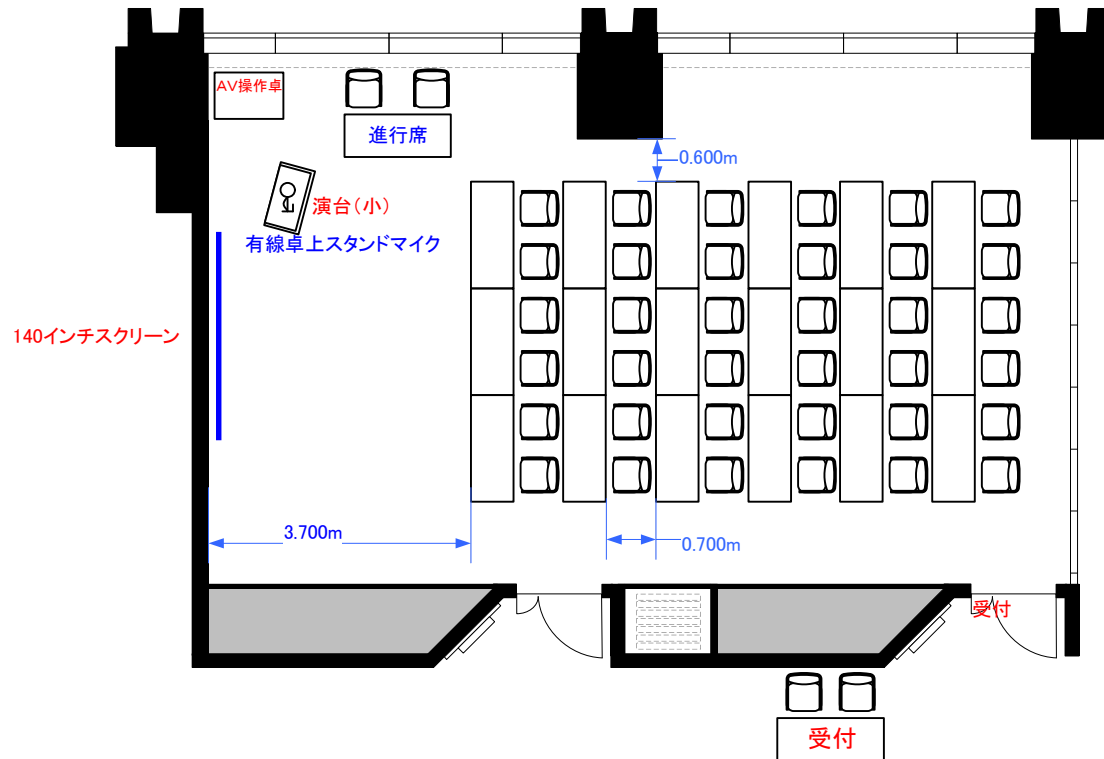 AV操作卓
進行席
0.600m
演台(小)
有線卓上スタンドマイク
140インチスクリーン
3.700m
0.700m
受付
受付